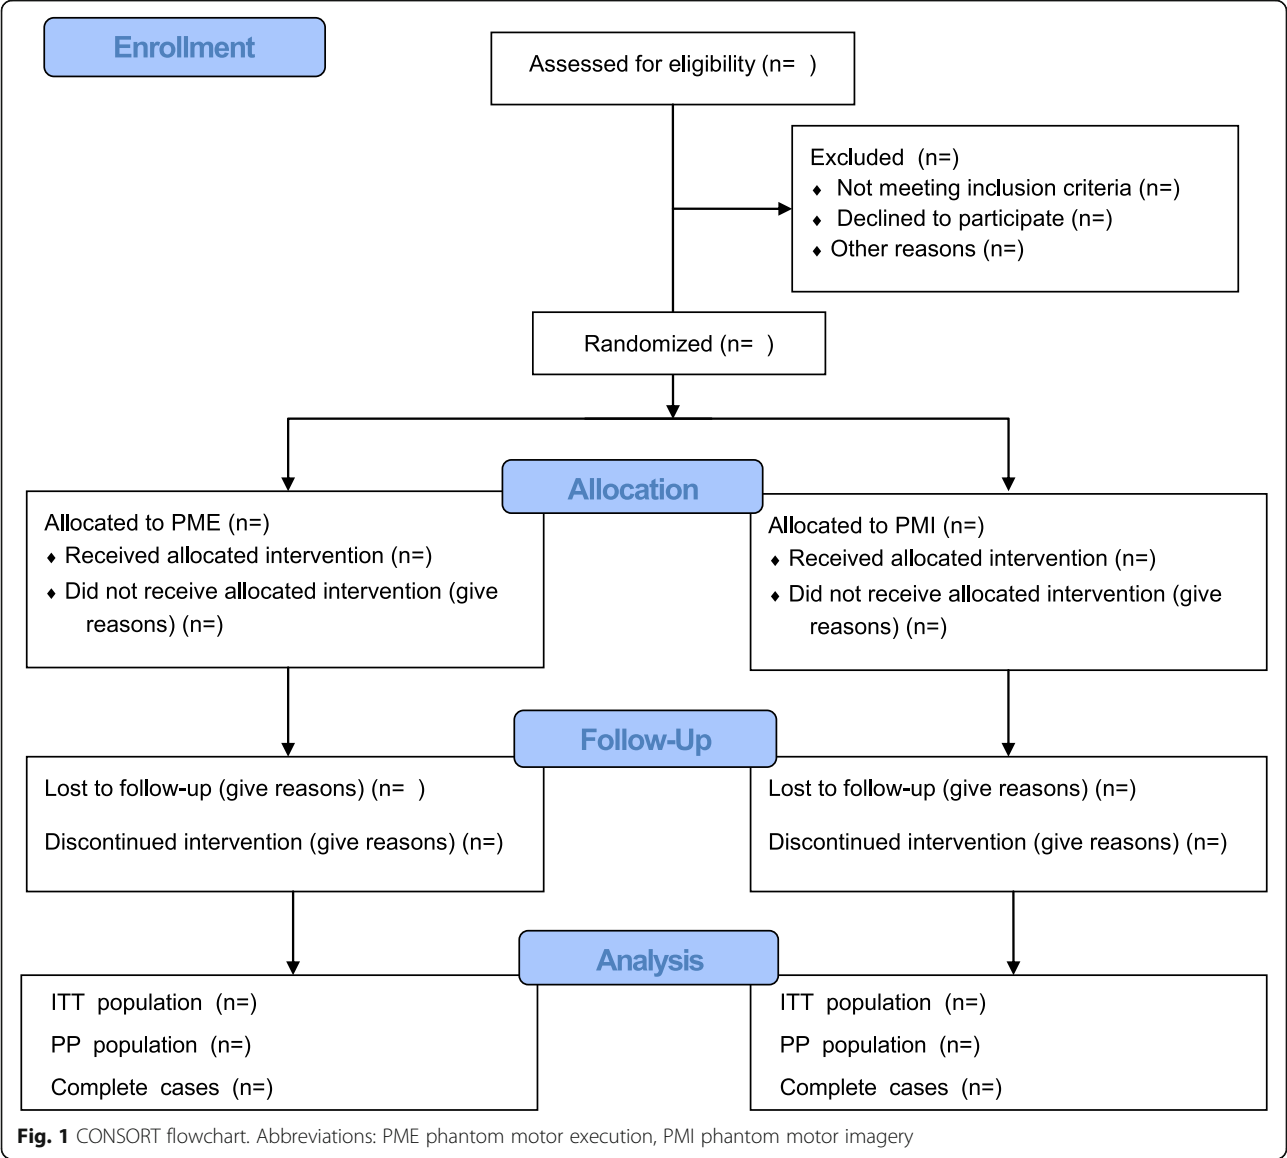 Enrollment
Assessed for eligibility (n=  )
Excluded  (n=)
♦ Not meeting inclusion criteria (n=)
♦ Declined to participate (n=)
♦ Other reasons (n=)
Randomized (n=  )
Allocation
Allocated to PME (n=)
♦ Received allocated intervention (n=)
♦ Did not receive allocated intervention (give
reasons) (n=)
Allocated to PMI (n=)
♦ Received allocated intervention (n=)
♦ Did not receive allocated intervention (give
reasons) (n=)
Follow-Up
Lost to follow-up (give reasons) (n=  )
Discontinued intervention (give reasons) (n=)
Lost to follow-up (give reasons) (n=)
Discontinued intervention (give reasons) (n=)
Analysis
ITT population (n=)
PP population (n=)
Complete cases (n=)
ITT population (n=)
PP population (n=)
Complete cases (n=)
Fig. 1 CONSORT flowchart. Abbreviations: PME phantom motor execution, PMI phantom motor imagery